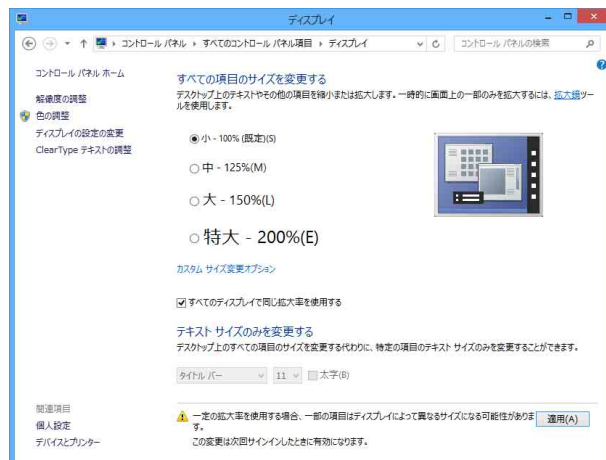 ディスプレイ
コントロール パネル ▸ すべてのコントロール パネル項目 ▸ ディスプレイ
コントロール パネルの検索
コントロール パネル ホーム
解像度の調整
色の調整
ディスプレイの設定の変更
ClearType テキストの調整
すべての項目のサイズを変更する
デスクトップ上のテキストやその他の項目を縮小または拡大します。一時的に画面上の一部のみを拡大するには、拡大鏡ツー
ルを使用します。
小 - 100% (既定)(S)
中 - 125%(M)
大 - 150%(L)
特大 - 200%(E)
カスタム サイズ変更オプション
すべてのディスプレイで同じ拡大率を使用する
テキスト サイズのみを変更する
デスクトップ上のすべての項目のサイズを変更する代わりに、特定の項目のテキスト サイズのみを変更することができます。
タイトル バー 11 太字(B)
一定の拡大率を使用する場合、一部の項目はディスプレイによって異なるサイズになる可能性がありま
す。
適用(A)
この変更は次回サインインしたときに有効になります。
関連項目
個人設定
デバイスとプリンター